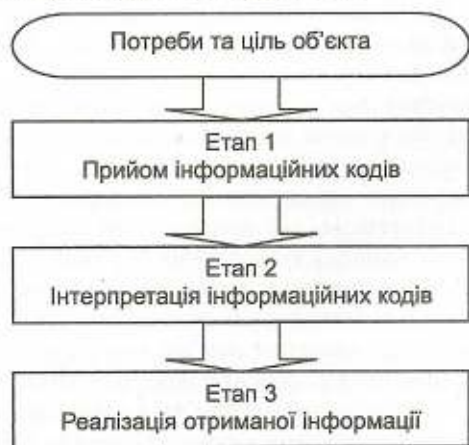 Потреби та ціль об'єкта
Етап 1
Прийом інформаційних кодів
Етап 2
Інтерпретація інформаційних кодів
Етап 3
Реалізація отриманої інформації